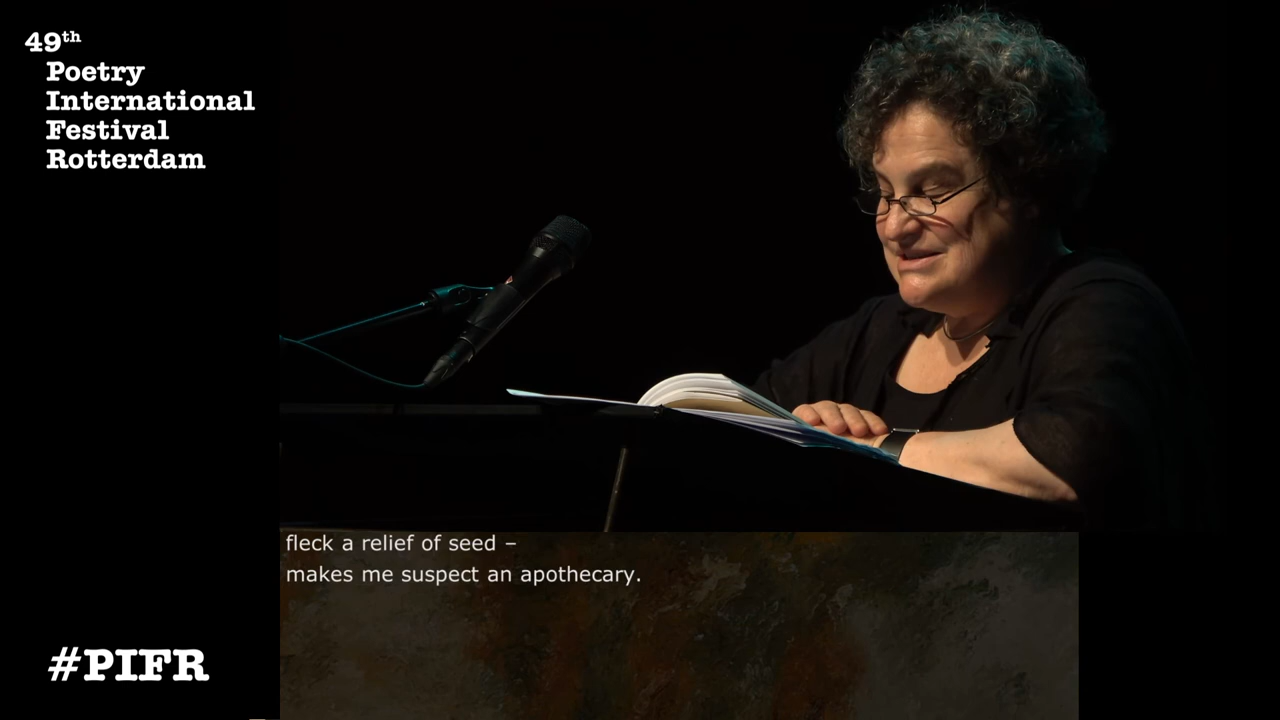 49th
Poetry
International
Festival
Rotterdam
fleck a relief of seed –
makes me suspect an apothecary.
#PIFR